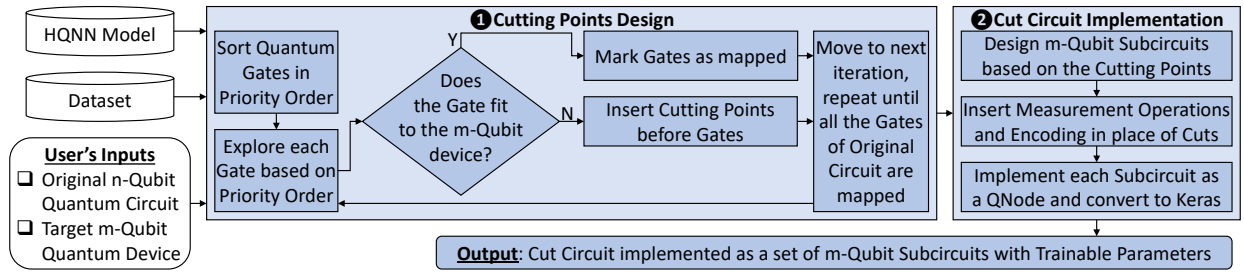 HQNN Model
Dataset
User's Inputs
❑ Original n-Qubit
Quantum Circuit
❑ Target m-Qubit
Quantum Device
❶Cutting Points Design
Sort Quantum
Gates in
Priority Order
Explore each
Gate based on
Priority Order
Does
the Gate fit
to the m-Qubit
device?
Y
N
Mark Gates as mapped
Insert Cutting Points
before Gates
Move to next
iteration,
repeat until
all the Gates
of Original
Circuit are
mapped
❷Cut Circuit Implementation
Design m-Qubit Subcircuits
based on the Cutting Points
Insert Measurement Operations
and Encoding in place of Cuts
Implement each Subcircuit as
a QNode and convert to Keras
Output: Cut Circuit implemented as a set of m-Qubit Subcircuits with Trainable Parameters